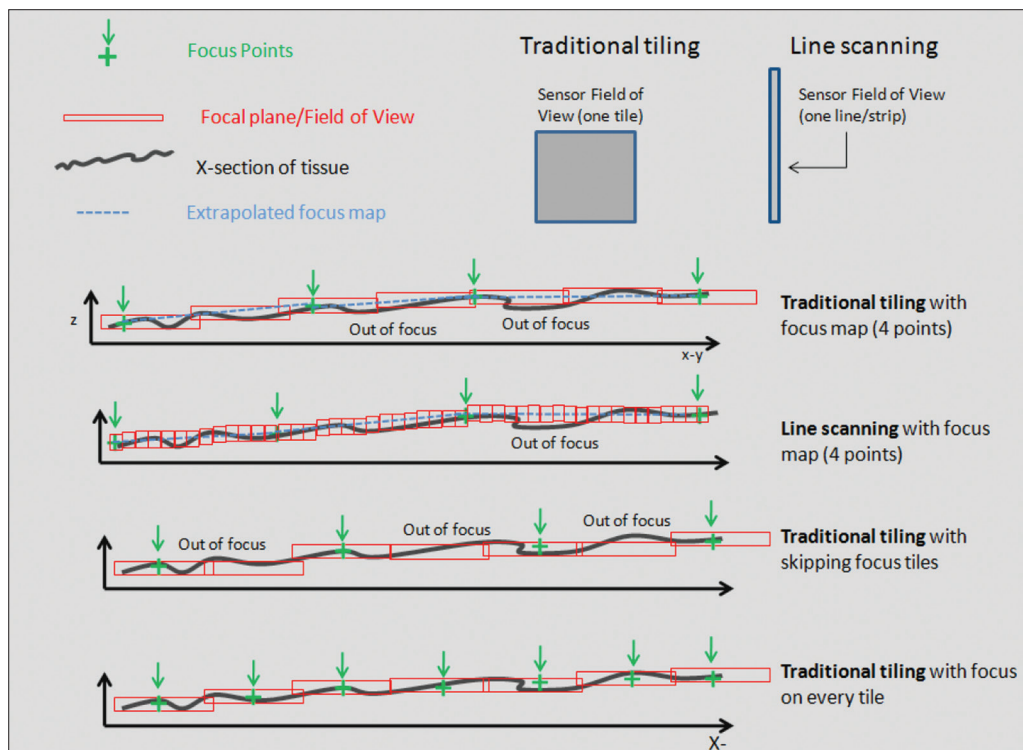 Focus Points
Focal plane/Field of View
X-section of tissue
Extrapolated focus map
Traditional tiling
Sensor Field of
View (one tile)
Line scanning
Sensor Field of View
(one line/strip)
z
Out of focus
Out of focus
x-y
Traditional tiling with
focus map (4 points)
Out of focus
Line scanning with focus
map (4 points)
Out of focus
Out of focus
Out of focus
Traditional tiling with
skipping focus tiles
Traditional tiling with focus
on every tile
X-